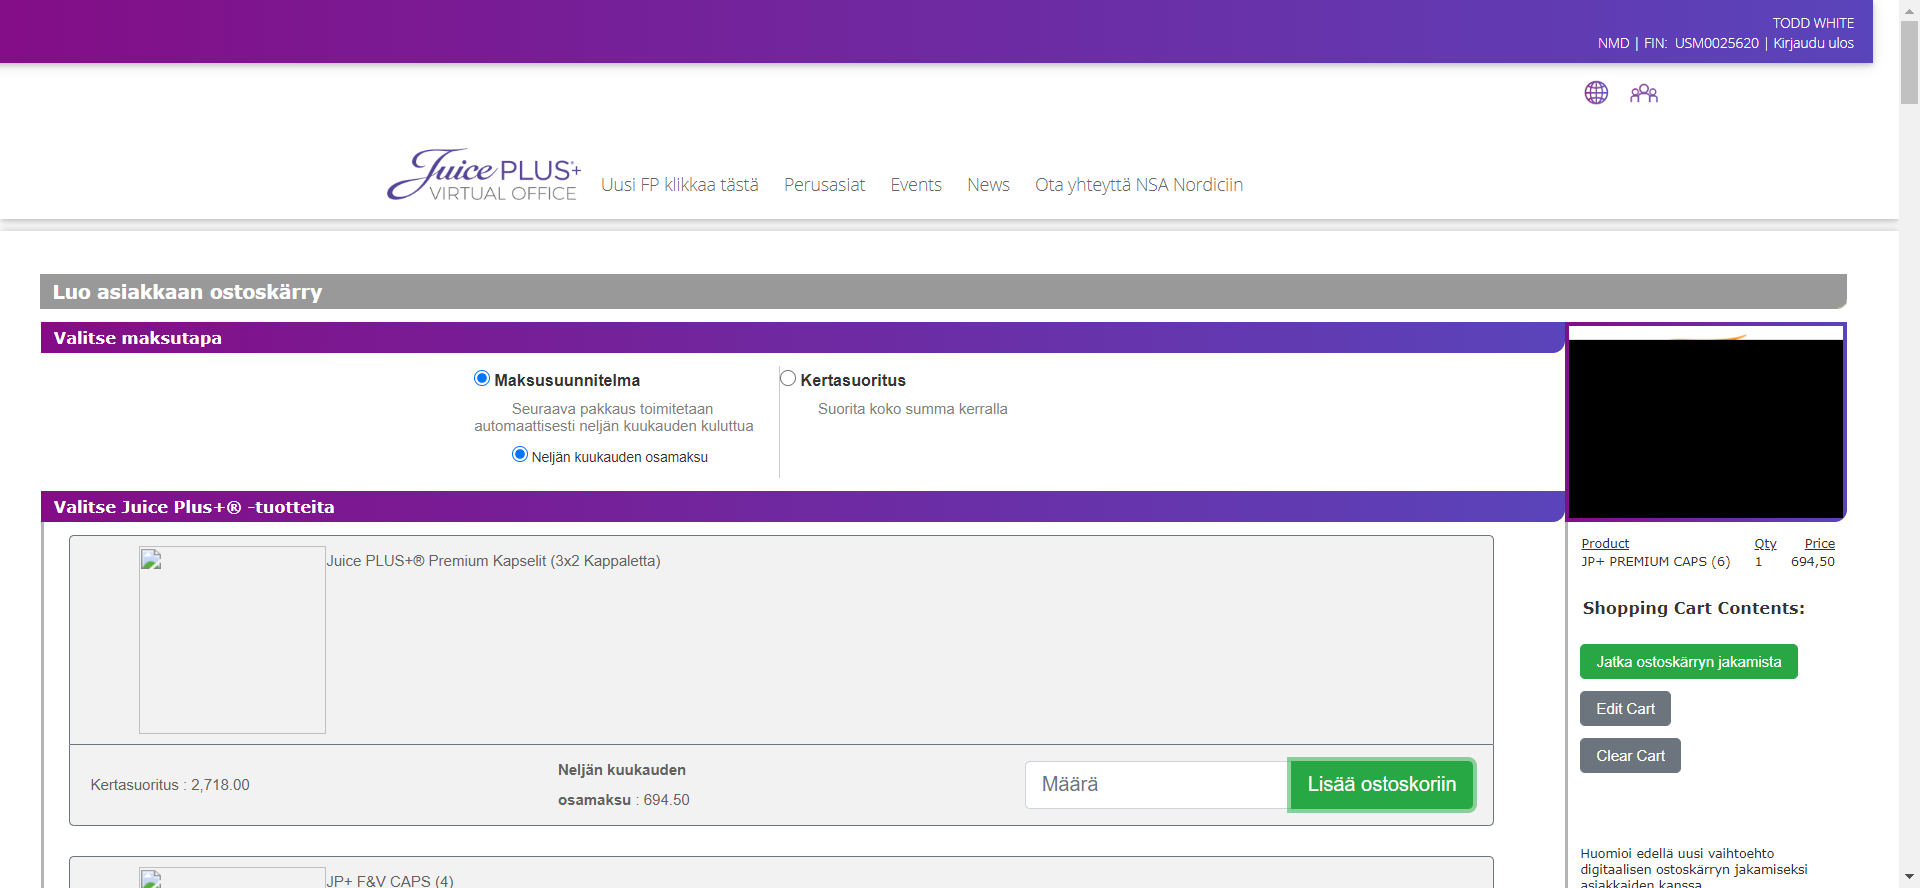 TODD WHITE
NMD | FIN: USM0025620 | Kirjaudu ulos
Juice PLUS+
VIRTUAL OFFICE
Uusi FP klikkaa tästä
Perusasiat
Events
News
Ota yhteyttä NSA Nordiciin
Luo asiakkaan ostoskärry
Valitse maksutapa
Maksusuunnitelma
Seuraava pakkaus toimitetaan
automaattisesti neljän kuukauden kuluttua
Neljän kuukauden osamaksu
Kertasuoritus
Suorita koko summa kerralla
Valitse Juice Plus+® -tuotteita
Juice PLUS+® Premium Kapselit (3x2 Kappaletta)
Kertasuoritus : 2,718.00
Neljän kuukauden
osamaksu : 694.50
Määrä
Lisää ostoskoriin
JP+ F&V CAPS (4)
Product Qty Price
JP+ PREMIUM CAPS (6) 1 694,50
Shopping Cart Contents:
Jatka ostoskärryn jakamista
Edit Cart
Clear Cart
Huomioi edellä uusi vaihtoehto
digitaalisen ostoskärryn jakamiseksi
asiakkaiden kanssa